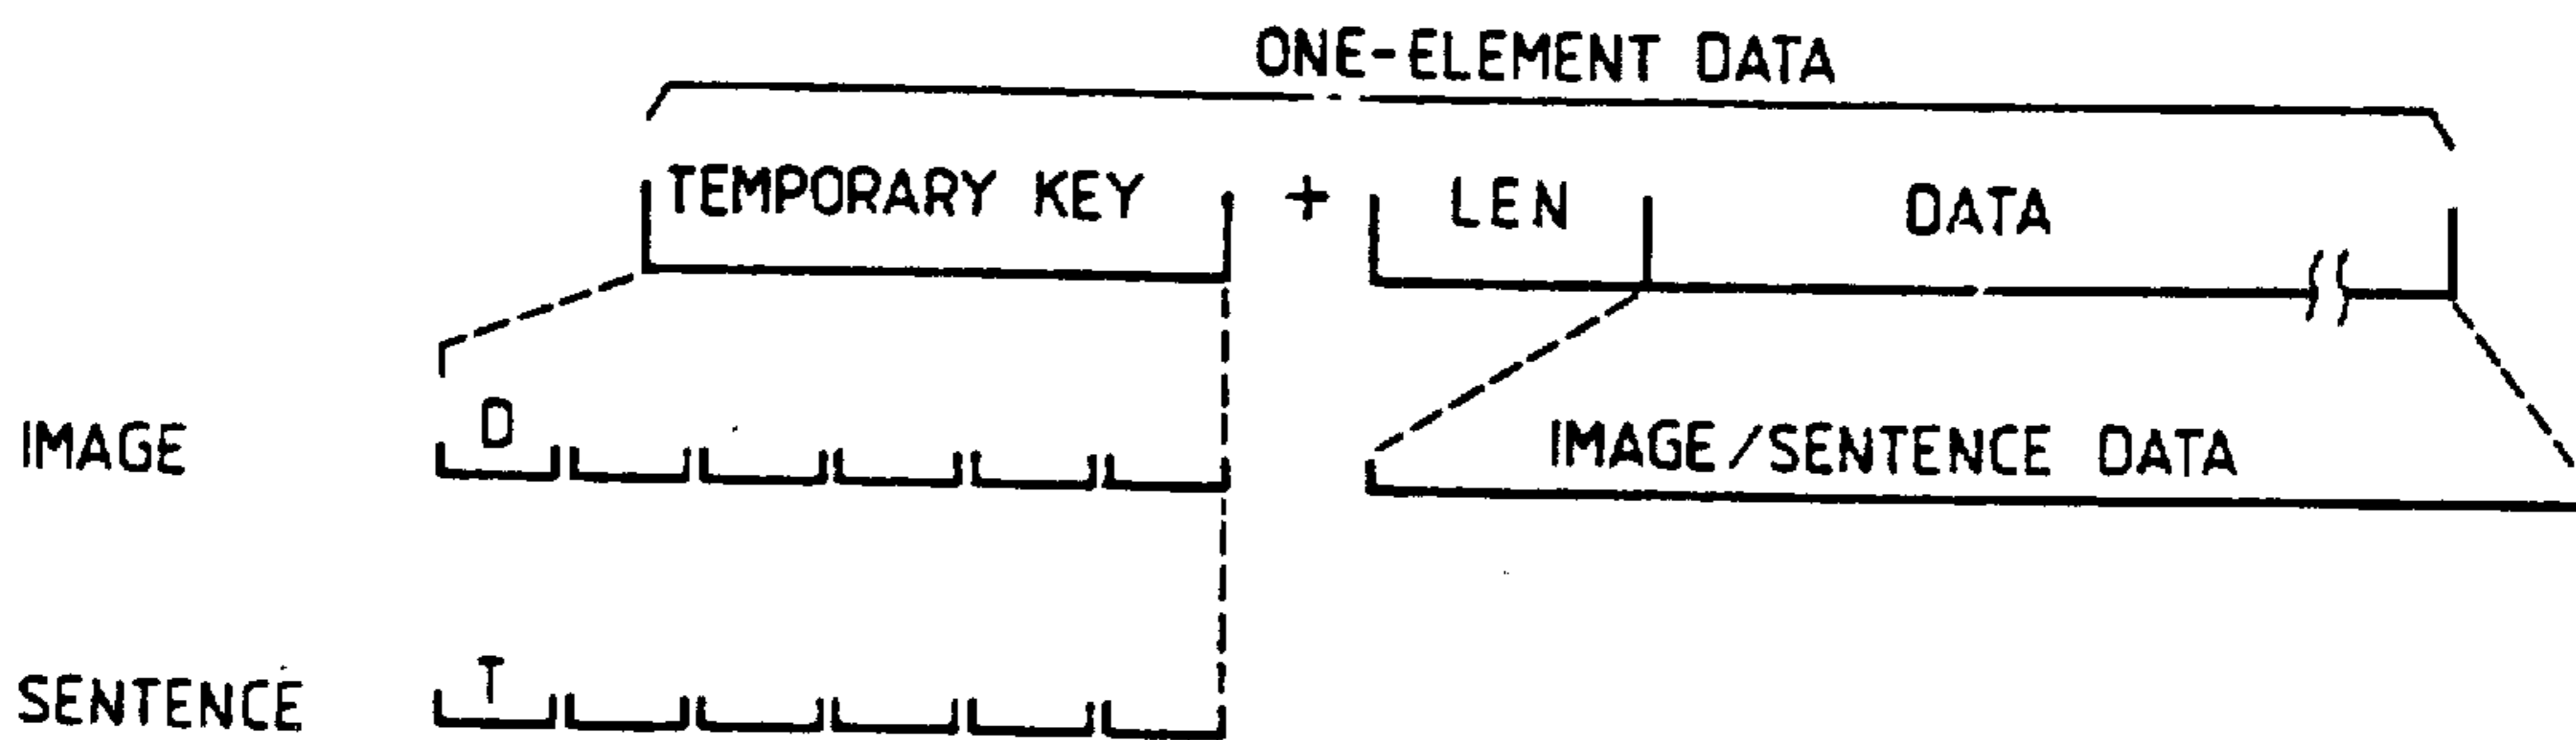 ONE-ELEMENT DATA
TEMPORARY KEY + LEN DATA
IMAGE D IMAGE/SENTENCE DATA
SENTENCE T